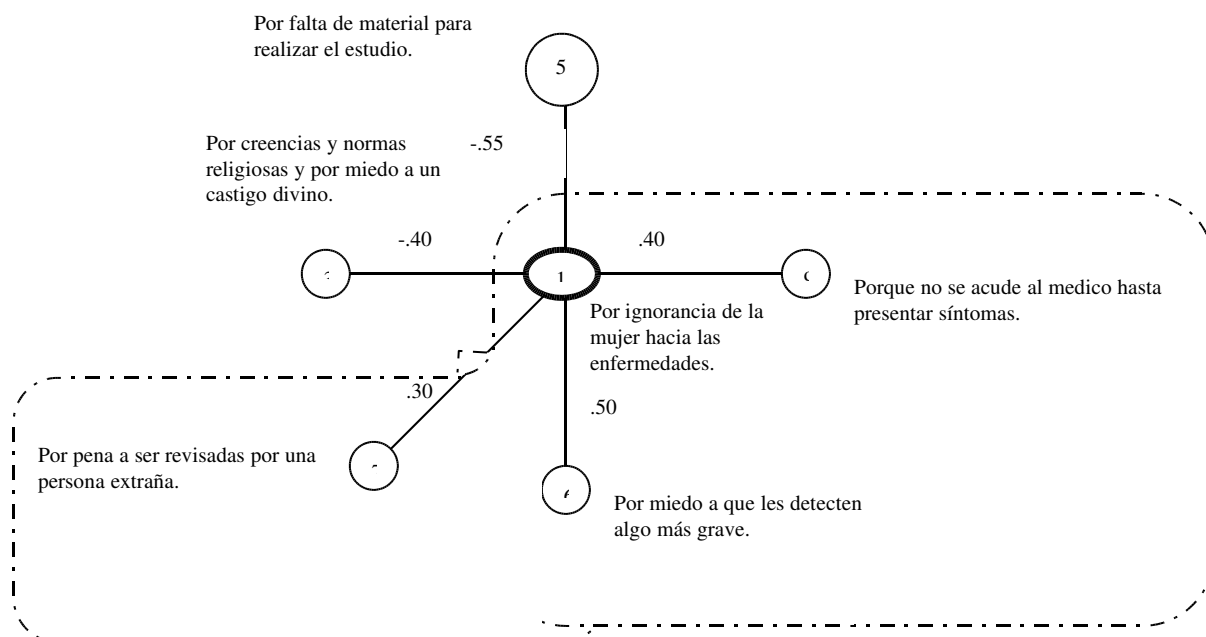 Por falta de material para
realizar el estudio.
5
Por creencias y normas
religiosas y por miedo a un
castigo divino.
-.55
-.40
.40
1
Porque no se acude al medico hasta
presentar síntomas.
Por ignorancia de la
mujer hacia las
enfermedades.
.30
.50
Por pena a ser revisadas por una
persona extraña.
Por miedo a que les detecten
algo más grave.